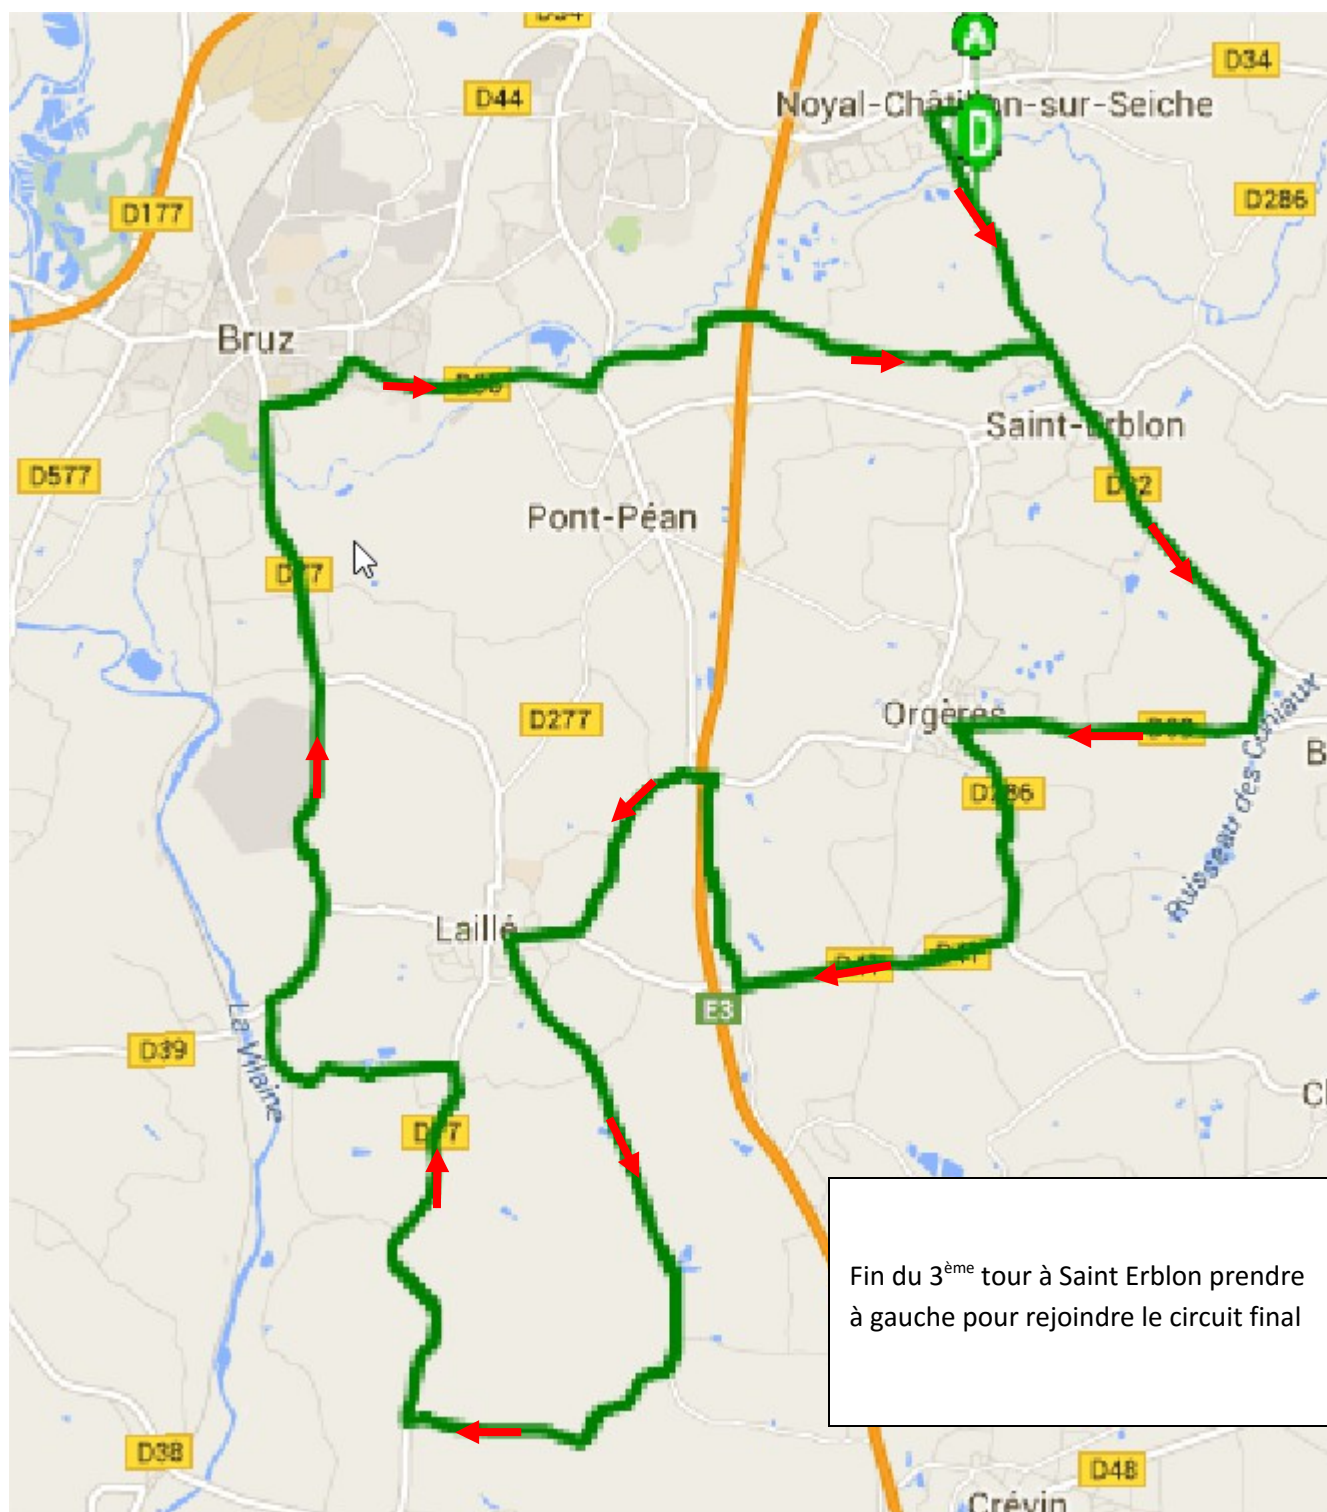 D34
A
D34
D44
Noyal-Châtillon-sur-Seiche
D
D177
D286
Bruz
Saint-Erblon
D577
Pont-Péan
D277
Orgères
D286
Ruisseau des
Laillé
E3
D39
La Vilaine
Fin du 3ème tour à Saint Erblon prendre
à gauche pour rejoindre le circuit final
D38
D48
Crévin